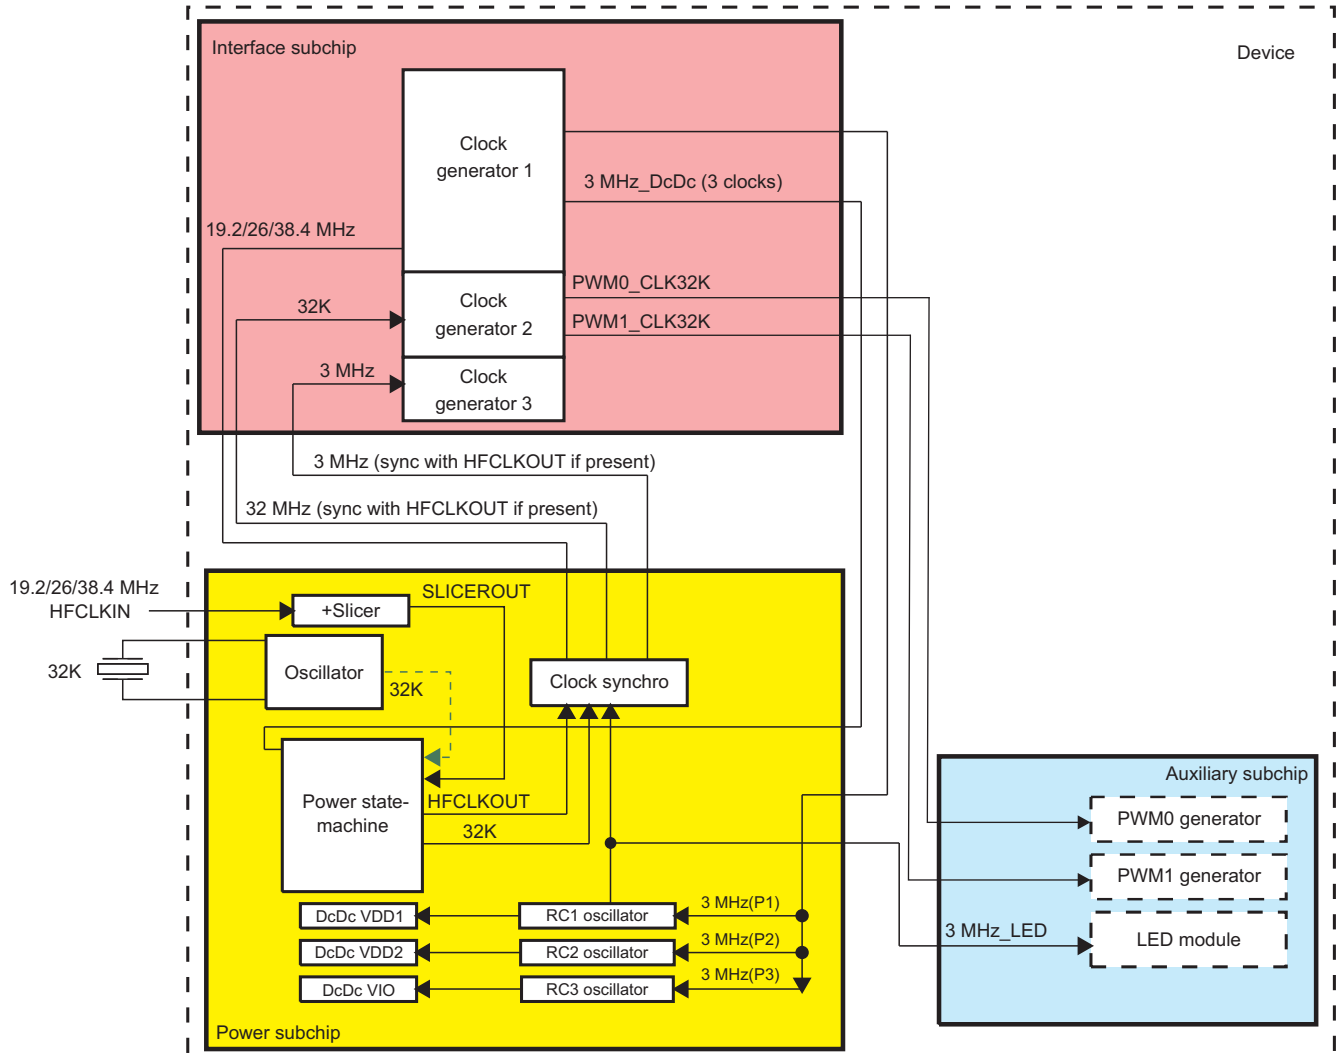 Interface subchip
Device
Clock
generator 1
3 MHz_DcDc (3 clocks)
19.2/26/38.4 MHz
PWM0_CLK32K
32K
Clock
generator 2
PWM1_CLK32K
3 MHz
Clock
generator 3
3 MHz (sync with HFCLKOUT if present)
32 MHz (sync with HFCLKOUT if present)
19.2/26/38.4 MHz
HFCLKIN
+Slicer
SLICEROUT
32K
Oscillator
32K
Clock synchro
Power state-
machine
HFCLKOUT
32K
Auxiliary subchip
PWM0 generator
PWM1 generator
3 MHz_LED
LED module
DcDc VDD1
RC1 oscillator
3 MHz(P1)
DcDc VDD2
RC2 oscillator
3 MHz(P2)
DcDc VIO
RC3 oscillator
3 MHz(P3)
Power subchip